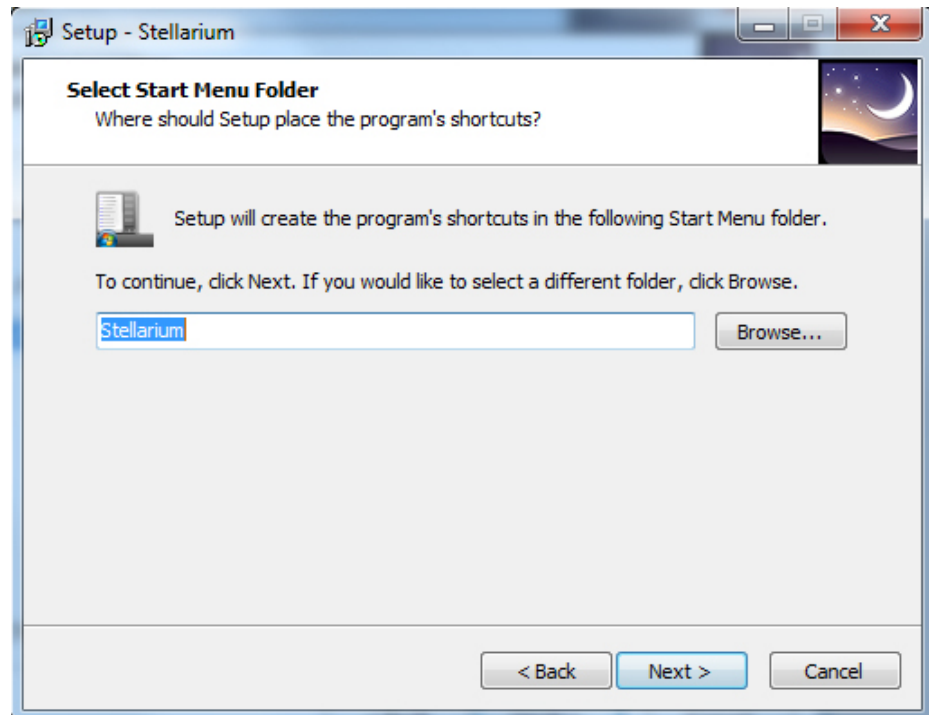 Setup - Stellarium
Select Start Menu Folder
Where should Setup place the program's shortcuts?
Setup will create the program's shortcuts in the following Start Menu folder.
To continue, click Next. If you would like to select a different folder, click Browse.
Stellarium
Browse...
< Back
Next >
Cancel